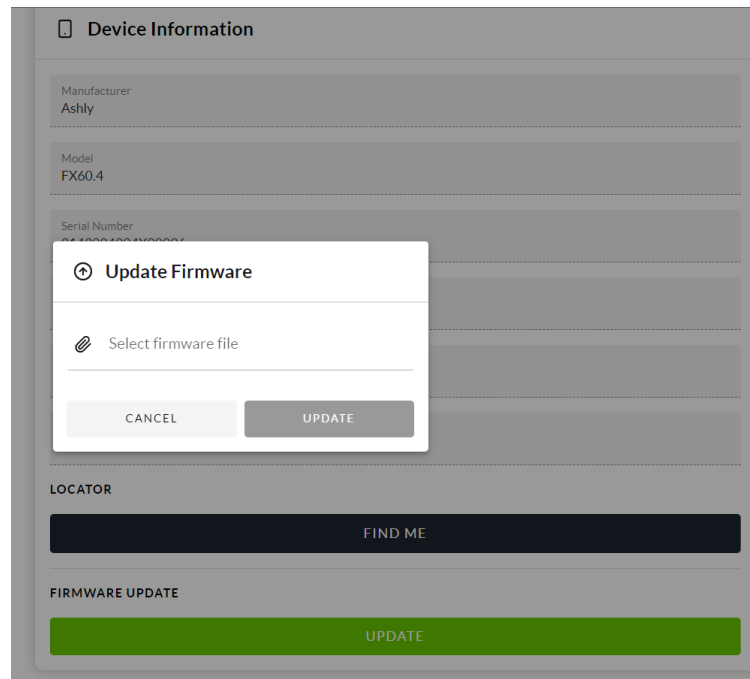 Device Information
Manufacturer
Ashly
Model
FX60.4
Serial Number
Update Firmware
Select firmware file
CANCEL
UPDATE
LOCATOR
FIND ME
FIRMWARE UPDATE
UPDATE